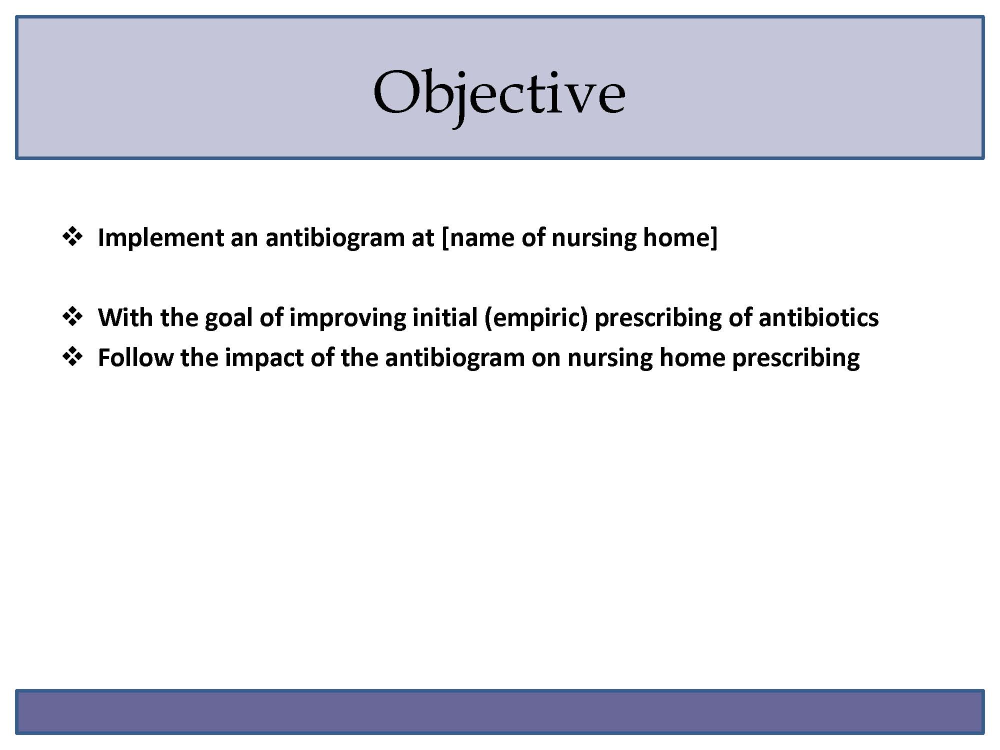 Objective
❖ Implement an antibiogram at [name of nursing home]
❖ With the goal of improving initial (empiric) prescribing of antibiotics
❖ Follow the impact of the antibiogram on nursing home prescribing